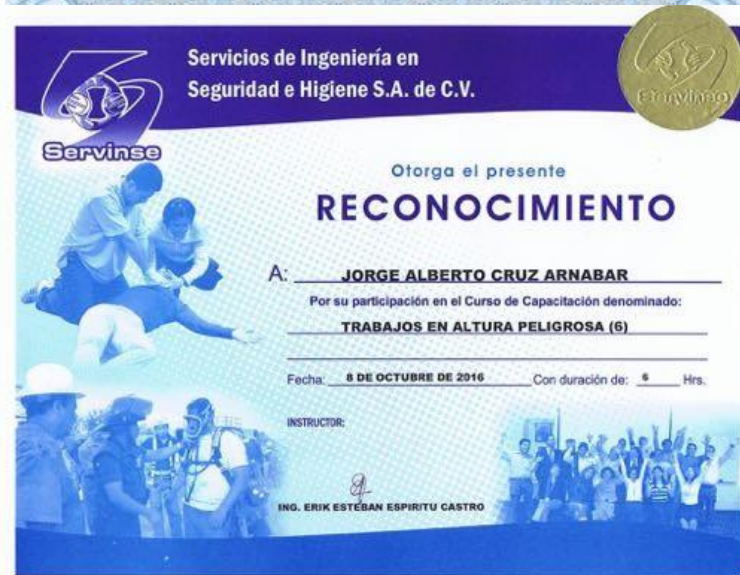 Servicios de Ingeniería en
Seguridad e Higiene S.A. de C.V.
Servinse
Servinse
Otorga el presente
RECONOCIMIENTO
A: JORGE ALBERTO CRUZ ARNABAR
Por su participación en el Curso de Capacitación denominado:
TRABAJOS EN ALTURA PELIGROSA (6)
Fecha: 8 DE OCTUBRE DE 2016 Con duración de: 6 Hrs.
INSTRUCTOR:
ING. ERIK ESTEBAN ESPIRITU CASTRO